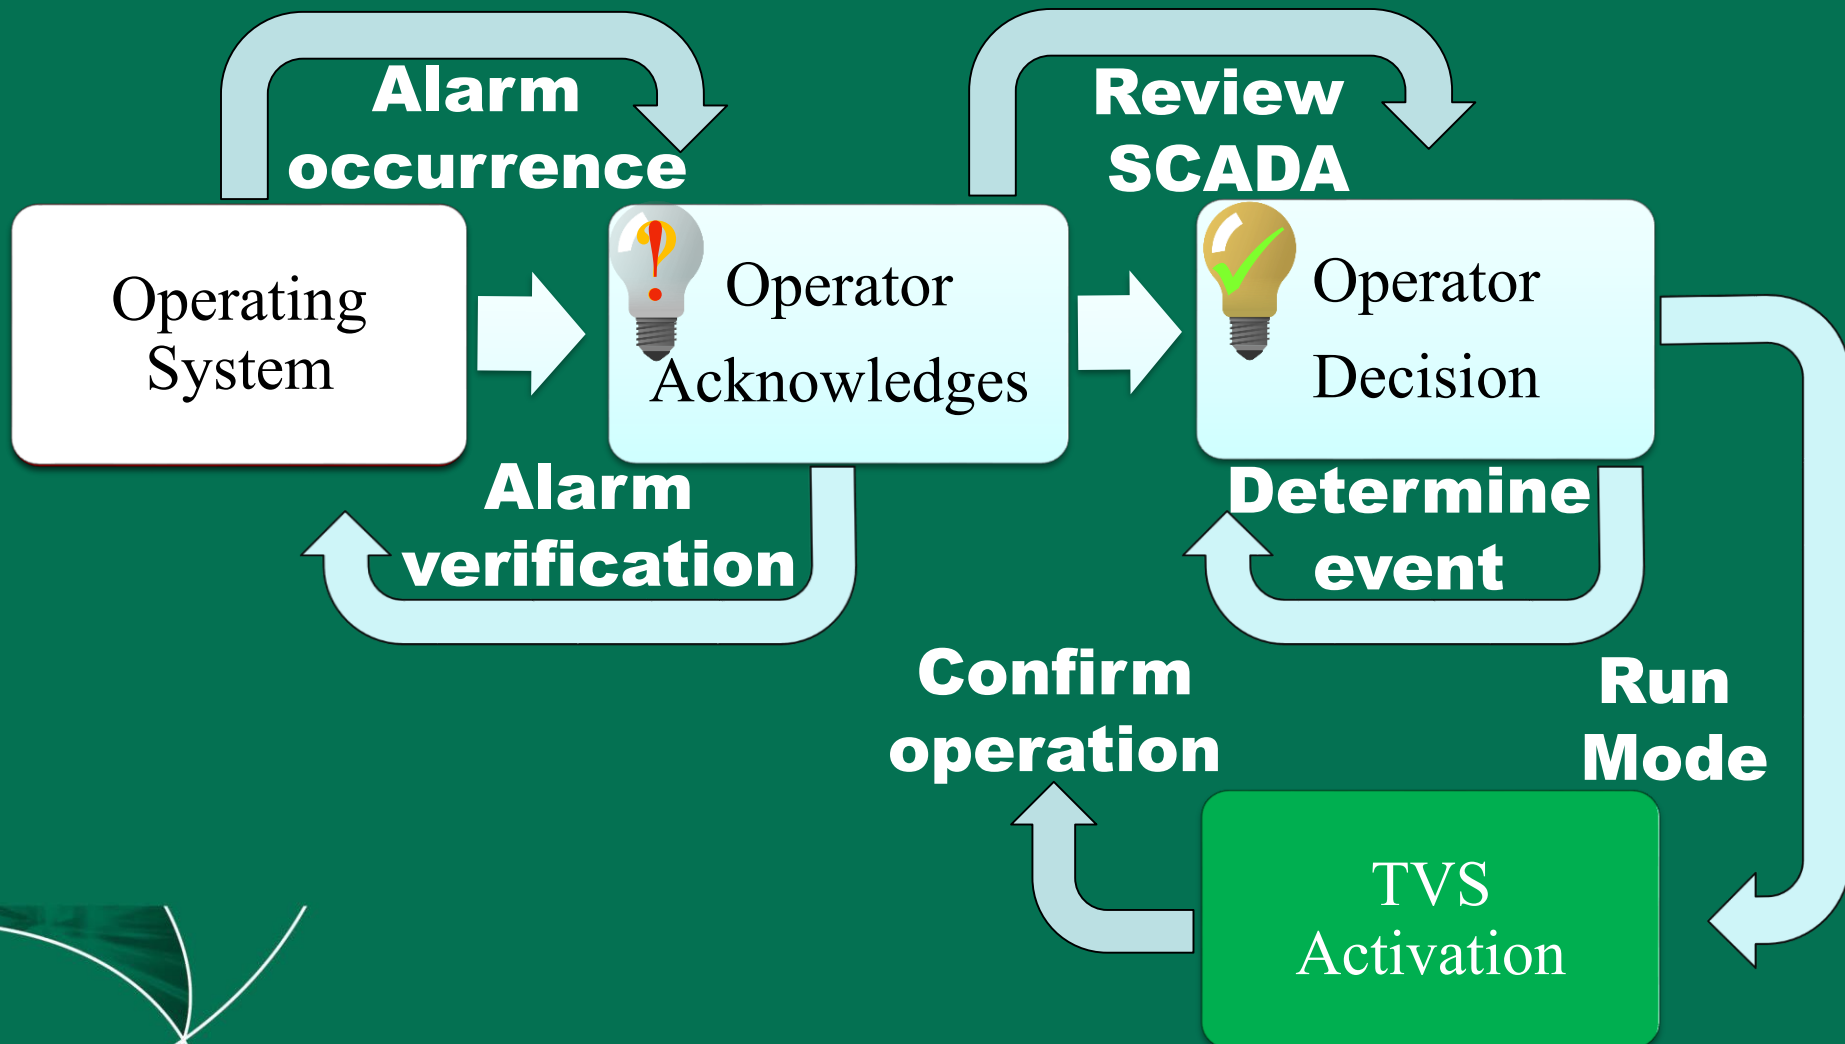 Alarm
occurrence
Review
SCADA
Operating
System
Operator
Acknowledges
Operator
Decision
Alarm
verification
Determine
event
Confirm
operation
Run
Mode
TVS
Activation